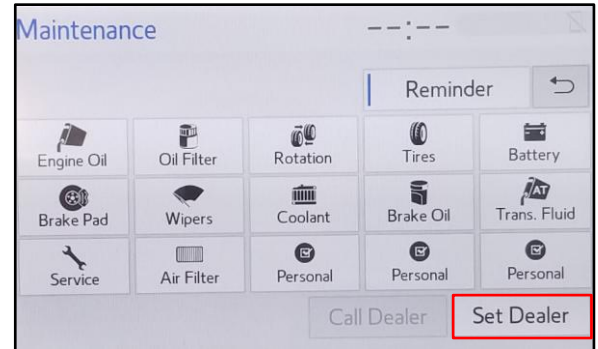 Maintenance --:--
Reminder
Engine Oil Oil Filter Rotation Tires Battery
Brake Pad Wipers Coolant Brake Oil AT Trans. Fluid
Service Air Filter Personal Personal Personal
Call Dealer Set Dealer